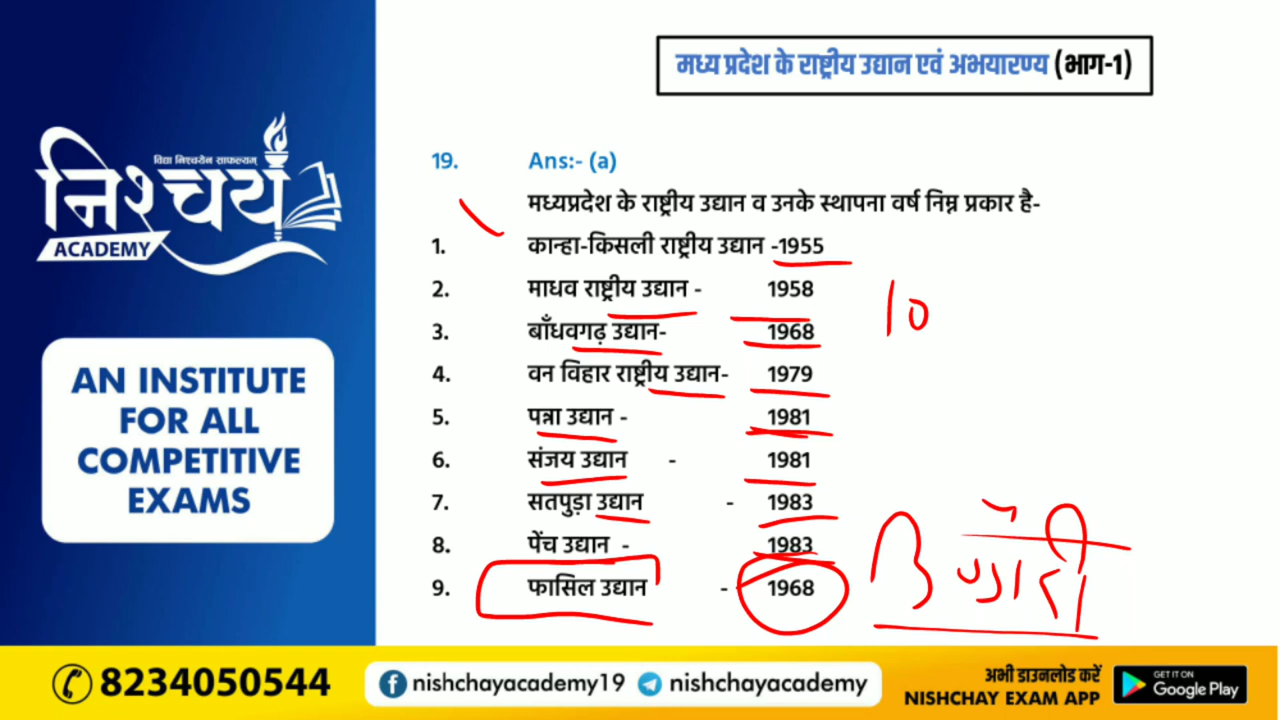 मध्य प्रदेश के राष्ट्रीय उद्यान एवं अभयारण्य (भाग-1)
विद्या निश्चयेन साफल्यम्
निश्चय
ACADEMY
AN INSTITUTE
FOR ALL
COMPETITIVE
EXAMS
19. Ans:- (a)
मध्यप्रदेश के राष्ट्रीय उद्यान व उनके स्थापना वर्ष निम्न प्रकार है-
1. कान्हा-किसली राष्ट्रीय उद्यान -1955
2. माधव राष्ट्रीय उद्यान - 1958
3. बाँधवगढ़ उद्यान- 1968
4. वन विहार राष्ट्रीय उद्यान- 1979
5. पन्ना उद्यान - 1981
6. संजय उद्यान - 1981
7. सतपुड़ा उद्यान - 1983
8. पेंच उद्यान - 1983
9. फासिल उद्यान - 1968
10
8234050544
nishchayacademy19
nishchayacademy
अभी डाउनलोड करें
NISHCHAY EXAM APP
GET IT ON
Google Play